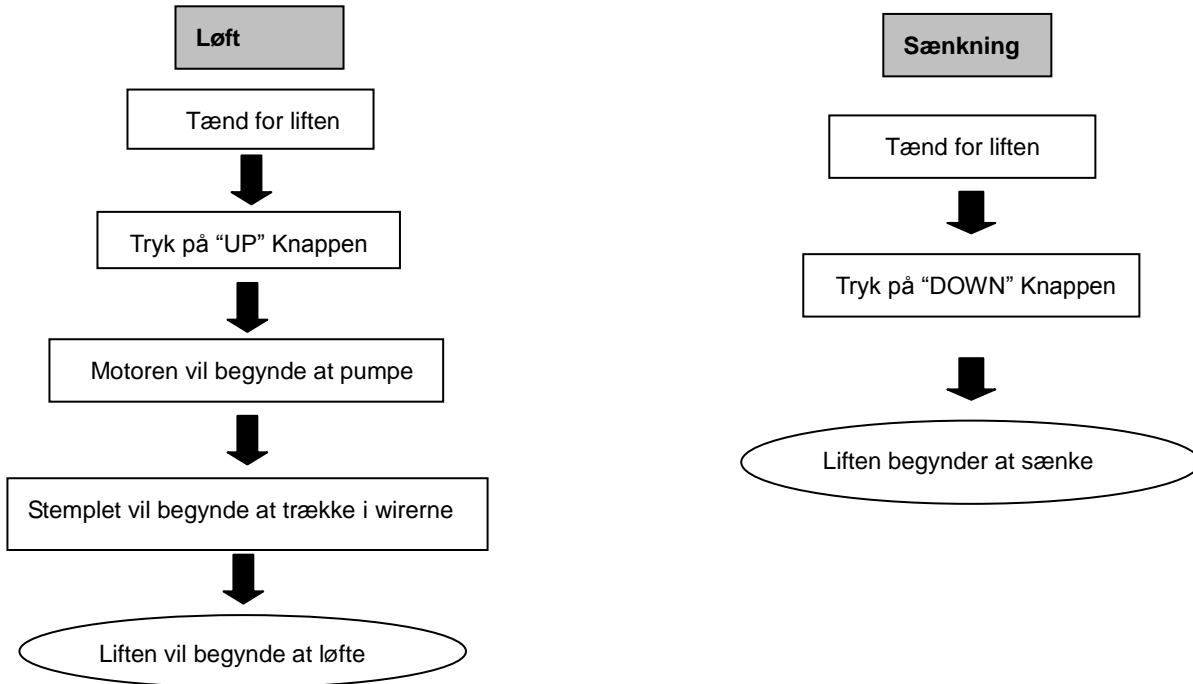 Løft
Tænd for liften
Tryk på “UP” Knappen
Motoren vil begynde at pumpe
Stemplet vil begynde at trække i wirerne
Liften vil begynde at løfte
Sænkning
Tænd for liften
Tryk på “DOWN” Knappen
Liften begynder at sænke